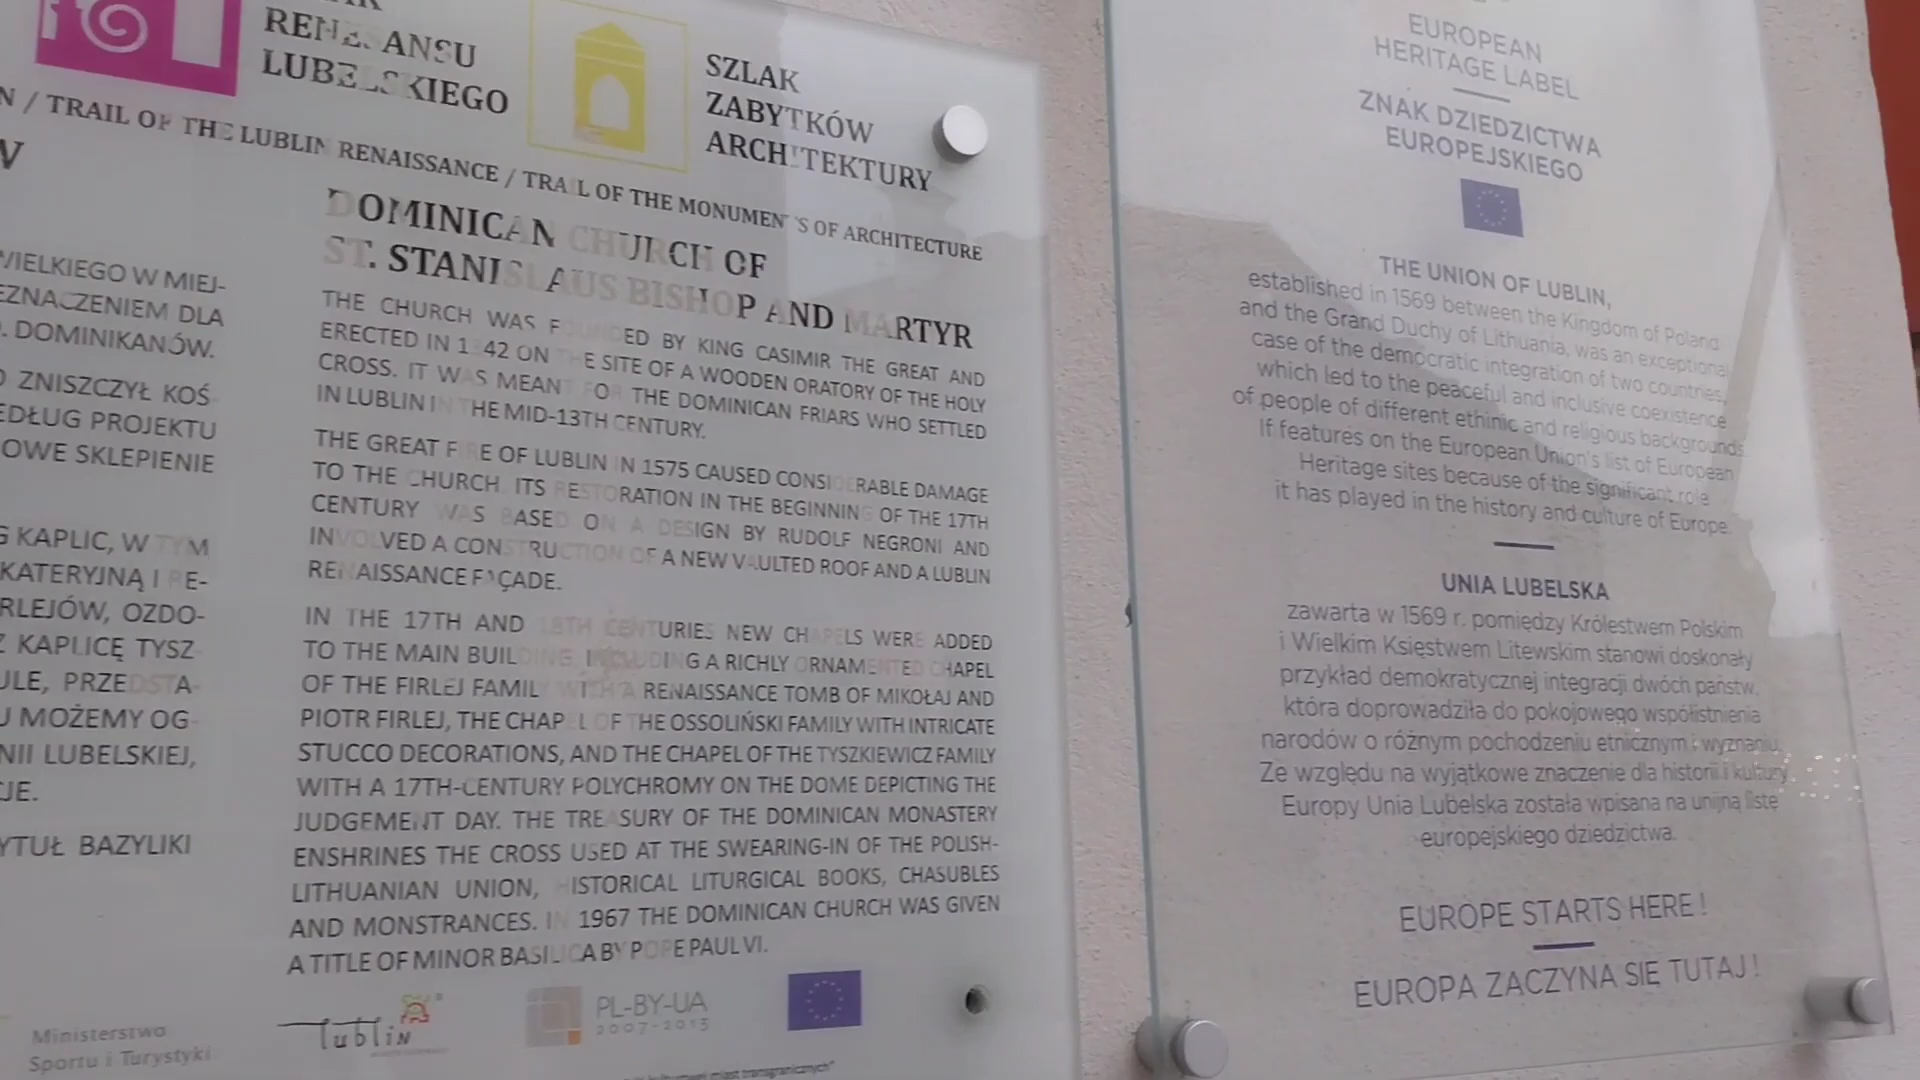 RENESANSU
LUBELSKIEGO
SZLAK
ZABYTKÓW
ARCHITEKTURY
N / TRAIL OF THE LUBLIN RENAISSANCE / TRAIL OF THE MONUMENTS OF ARCHITECTURE
W
WIELKIEGO W MIEJ-
EZNACZENIEM DLA
. DOMINIKANÓW.
O ZNISZCZYŁ KOŚ-
EDŁUG PROJEKTU
OWE SKLEPIENIE
G KAPLIC, W TYM
KATERYJNĄ I RE-
RLEJÓW, OZDO-
Z KAPLICĘ TYSZ-
ULE, PRZEDSTA-
U MOŻEMY OG-
NII LUBELSKIEJ,
JE.
YTUŁ BAZYLIKI
DOMINICAN CHURCH OF
ST. STANISLAUS BISHOP AND MARTYR
THE CHURCH WAS FOUNDED BY KING CASIMIR THE GREAT AND
ERECTED IN 1342 ON THE SITE OF A WOODEN ORATORY OF THE HOLY
CROSS. IT WAS MEANT FOR THE DOMINICAN FRIARS WHO SETTLED
IN LUBLIN IN THE MID-13TH CENTURY.
THE GREAT FIRE OF LUBLIN IN 1575 CAUSED CONSIDERABLE DAMAGE
TO THE CHURCH. ITS RESTORATION IN THE BEGINNING OF THE 17TH
CENTURY WAS BASED ON A DESIGN BY RUDOLF NEGRONI AND
INVOLVED A CONSTRUCTION OF A NEW VAULTED ROOF AND A LUBLIN
RENAISSANCE FAÇADE.
IN THE 17TH AND 18TH CENTURIES NEW CHAPELS WERE ADDED
TO THE MAIN BUILDING, INCLUDING A RICHLY ORNAMENTED CHAPEL
OF THE FIRLEJ FAMILY WITH A RENAISSANCE TOMB OF MIKOŁAJ AND
PIOTR FIRLEJ, THE CHAPEL OF THE OSSOLIŃSKI FAMILY WITH INTRICATE
STUCCO DECORATIONS, AND THE CHAPEL OF THE TYSZKIEWICZ FAMILY
WITH A 17TH-CENTURY POLYCHROMY ON THE DOME DEPICTING THE
JUDGEMENT DAY. THE TREASURY OF THE DOMINICAN MONASTERY
ENSHRINES THE CROSS USED AT THE SWEARING-IN OF THE POLISH-
LITHUANIAN UNION, HISTORICAL LITURGICAL BOOKS, CHASUBLES
AND MONSTRANCES. IN 1967 THE DOMINICAN CHURCH WAS GIVEN
A TITLE OF MINOR BASILICA BY POPE PAUL VI.
Ministerstwo
Sportu i Turystyki
lublin
PL-BY-UA
2007-2013
miast transgranicznych"
EUROPEAN
HERITAGE LABEL
ZNAK DZIEDZICTWA
EUROPEJSKIEGO
THE UNION OF LUBLIN,
established in 1569 between the Kingdom of Poland
and the Grand Duchy of Lithuania, was an exceptional
case of the democratic integration of two countries,
which led to the peaceful and inclusive coexistence
of people of different ethinic and religious backgrounds.
If features on the European Union's list of European
Heritage sites because of the significant role
it has played in the history and culture of Europe
UNIA LUBELSKA
zawarta w 1569 r. pomiędzy Królestwem Polskim
i Wielkim Księstwem Litewskim stanowi doskonały
przykład demokratycznej integracji dwóch państw,
która doprowadziła do pokojowego współistnienia
narodów o różnym pochodzeniu etnicznym i wyznaniu.
Ze względu na wyjątkowe znaczenie dla historii i kultury
Europy Unia Lubelska została wpisana na unijną listę
europejskiego dziedzictwa.
EUROPE STARTS HERE !
EUROPA ZACZYNA SIĘ TUTAJ !